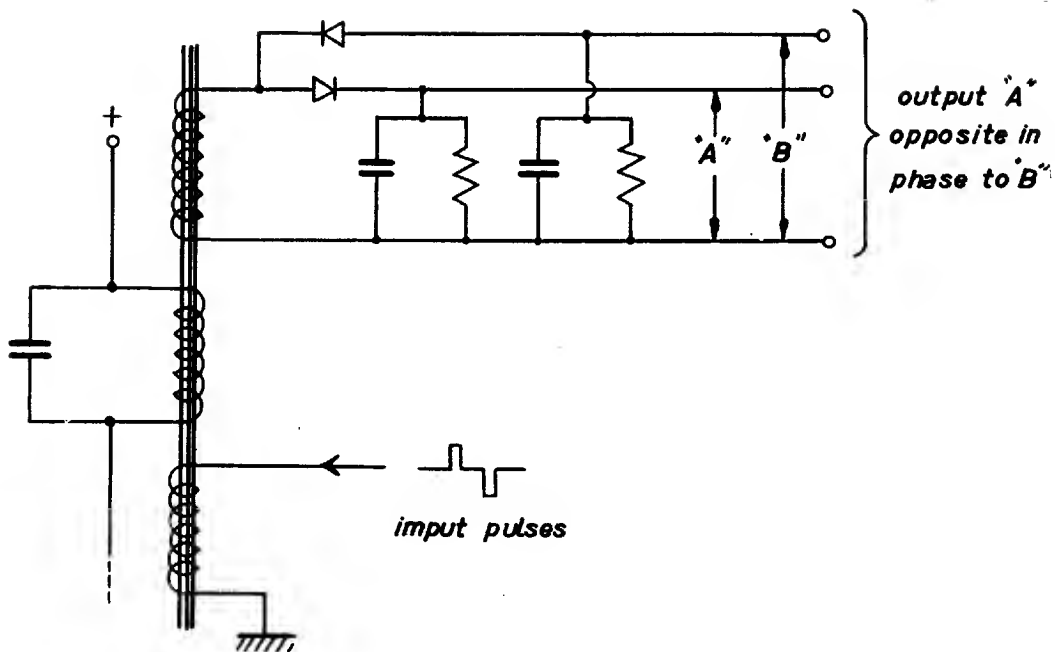 +
"A"
"B"
output "A"
opposite in
phase to "B"
imput pulses